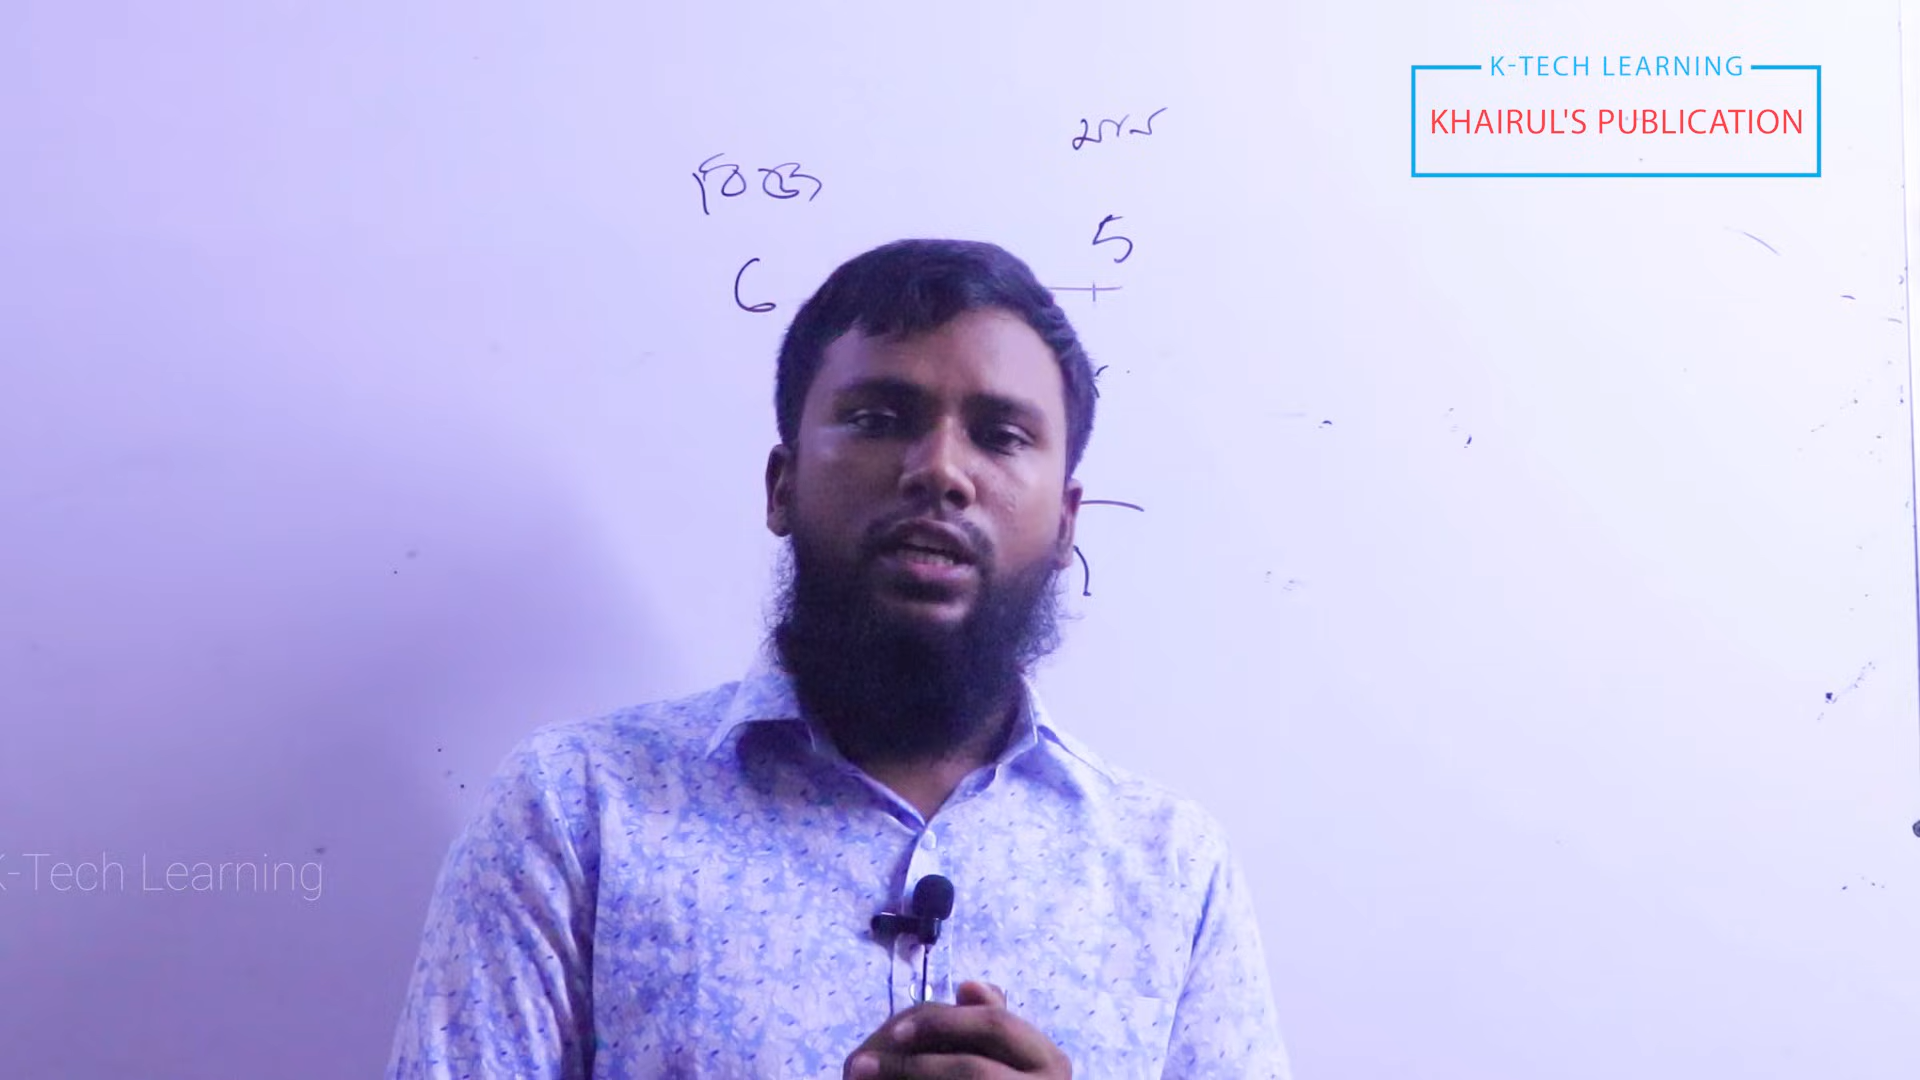 K-TECH LEARNING
KHAIRUL'S PUBLICATION
মান
5
6
K-Tech Learning